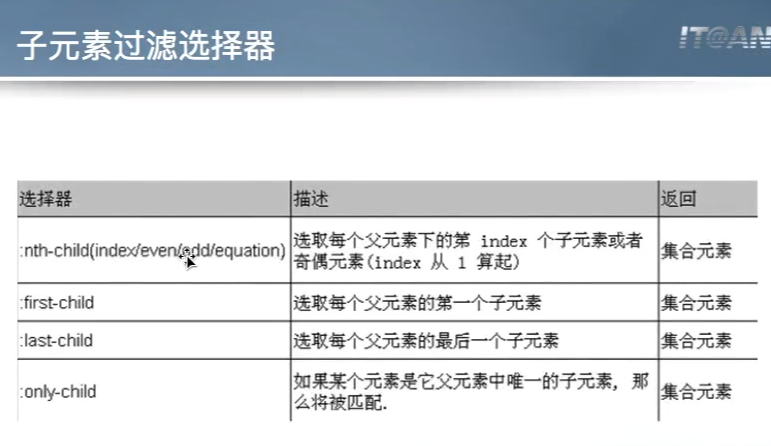 子元素过滤选择器
IT@AN
选择器 描述 返回
:nth-child(index/even/odd/equation) 选取每个父元素下的第 index 个子元素或者
奇偶元素(index 从 1 算起) 集合元素
:first-child 选取每个父元素的第一个子元素 集合元素
:last-child 选取每个父元素的最后一个子元素 集合元素
:only-child 如果某个元素是它父元素中唯一的子元素, 那
么将被匹配. 集合元素